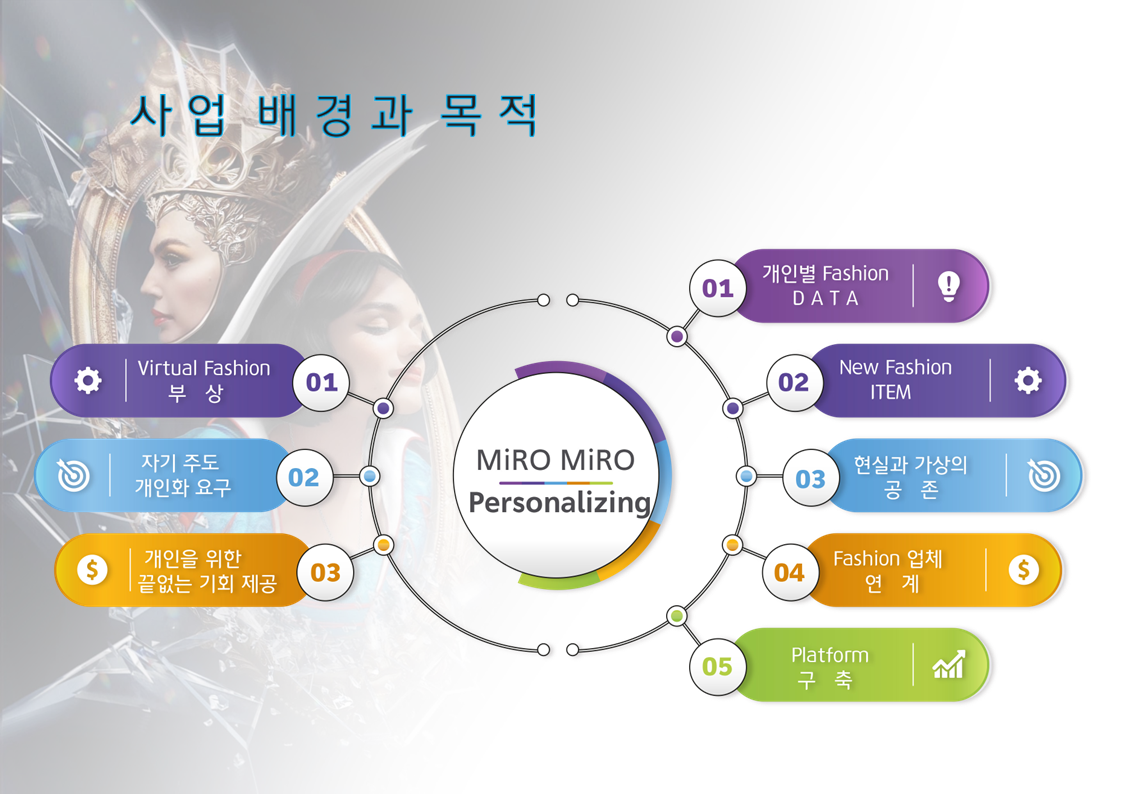 사 업 배 경 과 목 적
Virtual Fashion
부 상
01
자기 주도
개인화 요구
02
개인을 위한
끝없는 기회 제공
03
MiRO MiRO
Personalizing
01
개인별 Fashion
D A T A
02
New Fashion
ITEM
03
현실과 가상의
공 존
04
Fashion 업체
연 계
05
Platform
구 축